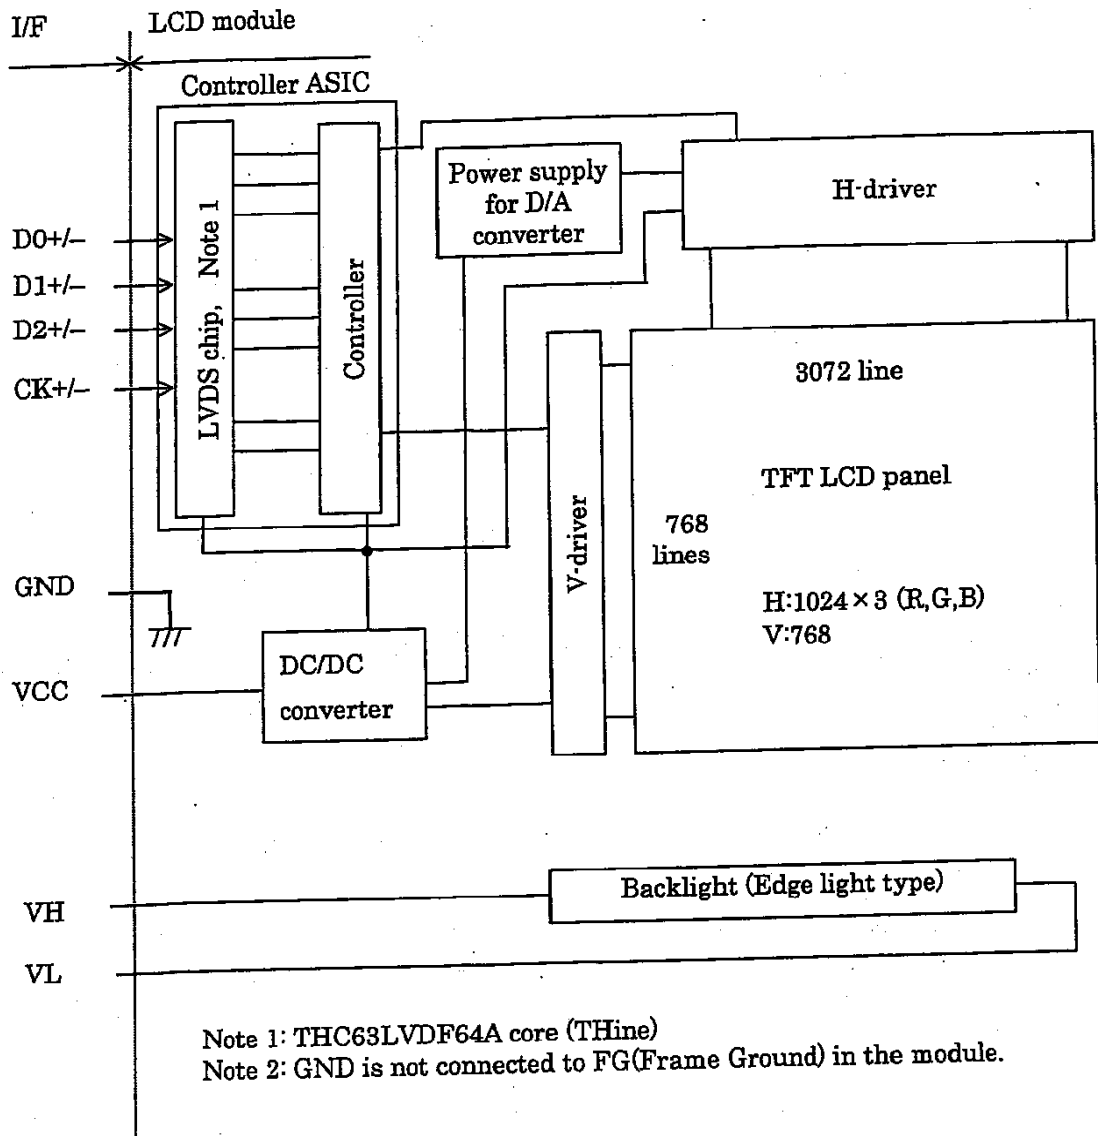 I/F
LCD module
Controller ASIC
LVDS chip, Note 1
Controller
Power supply
for D/A
converter
H-driver
D0+/–
D1+/–
D2+/–
CK+/–
3072 line
TFT LCD panel
768
lines
H:1024×3 (R,G,B)
V:768
V-driver
GND
VCC
DC/DC
converter
Backlight (Edge light type)
VH
VL
Note 1: THC63LVDF64A core (THine)
Note 2: GND is not connected to FG(Frame Ground) in the module.